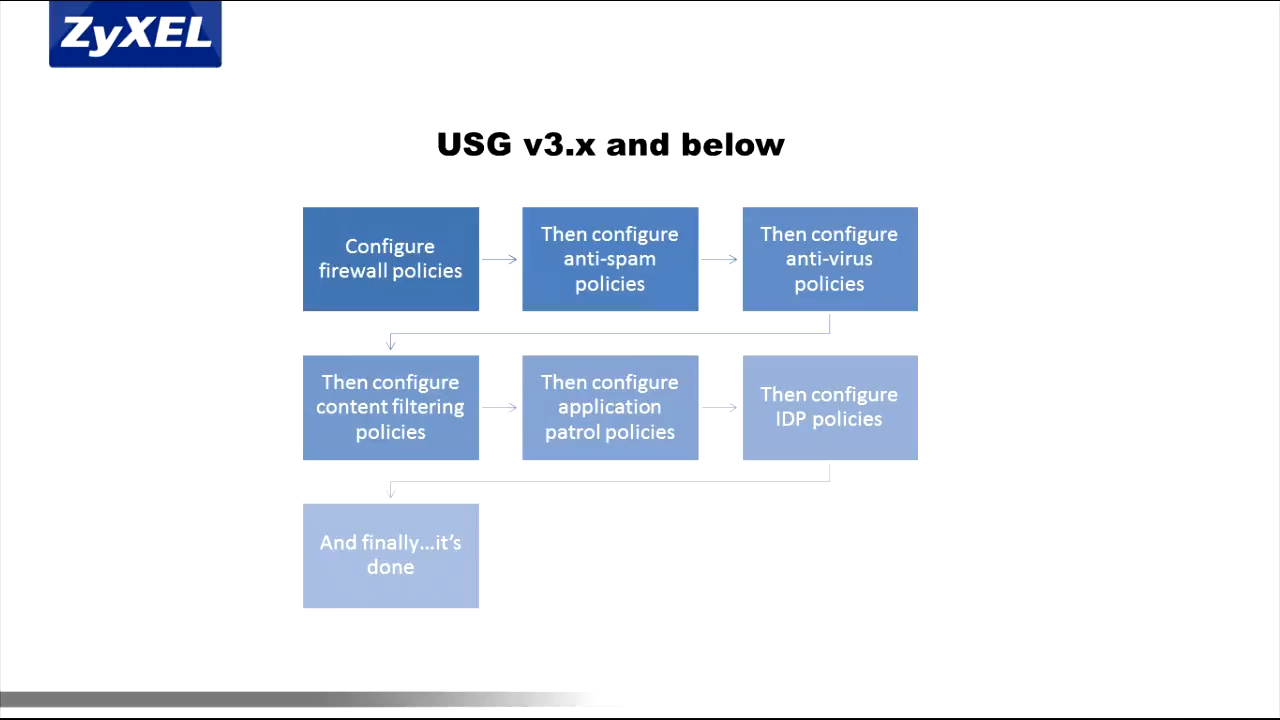 ZyXEL
USG v3.x and below
Configure
firewall policies
Then configure
anti-spam
policies
Then configure
anti-virus
policies
Then configure
content filtering
policies
Then configure
application
patrol policies
Then configure
IDP policies
And finally…it’s
done